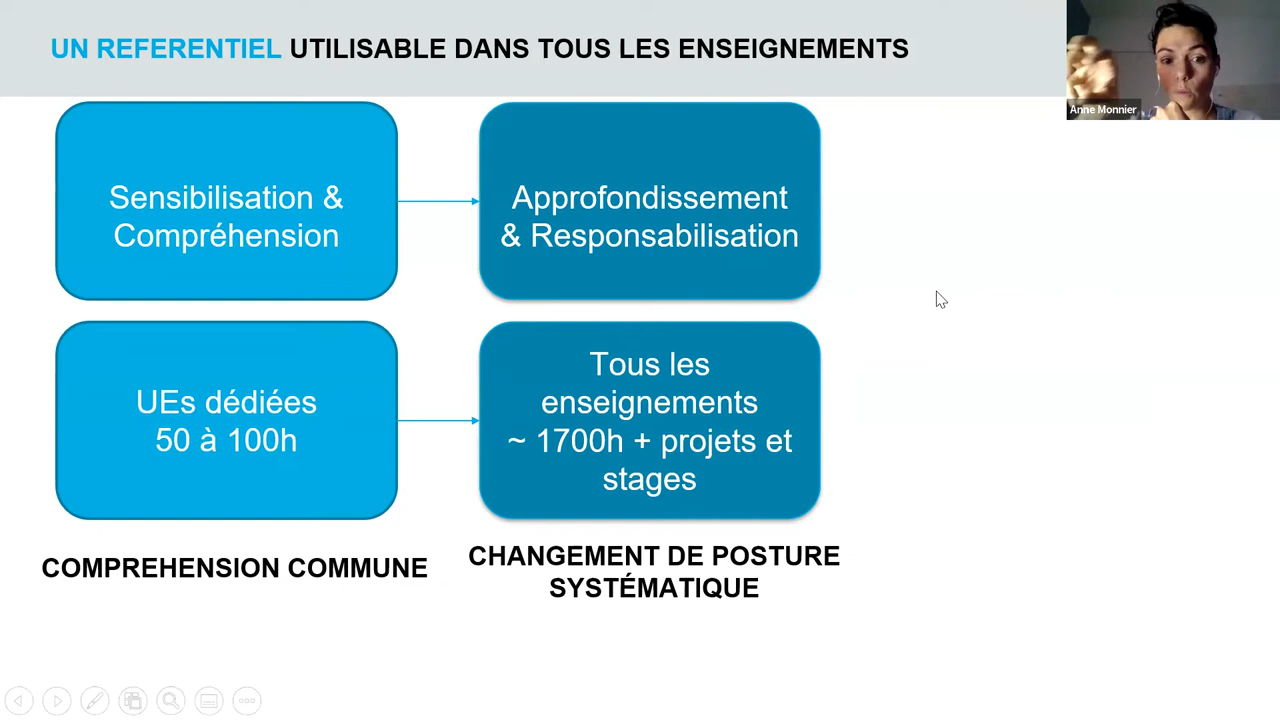 UN REFERENTIEL UTILISABLE DANS TOUS LES ENSEIGNEMENTS
Anne Monnier
Sensibilisation &
Compréhension
Approfondissement
& Responsabilisation
UEs dédiées
50 à 100h
Tous les
enseignements
~ 1700h + projets et
stages
COMPREHENSION COMMUNE
CHANGEMENT DE POSTURE
SYSTÉMATIQUE